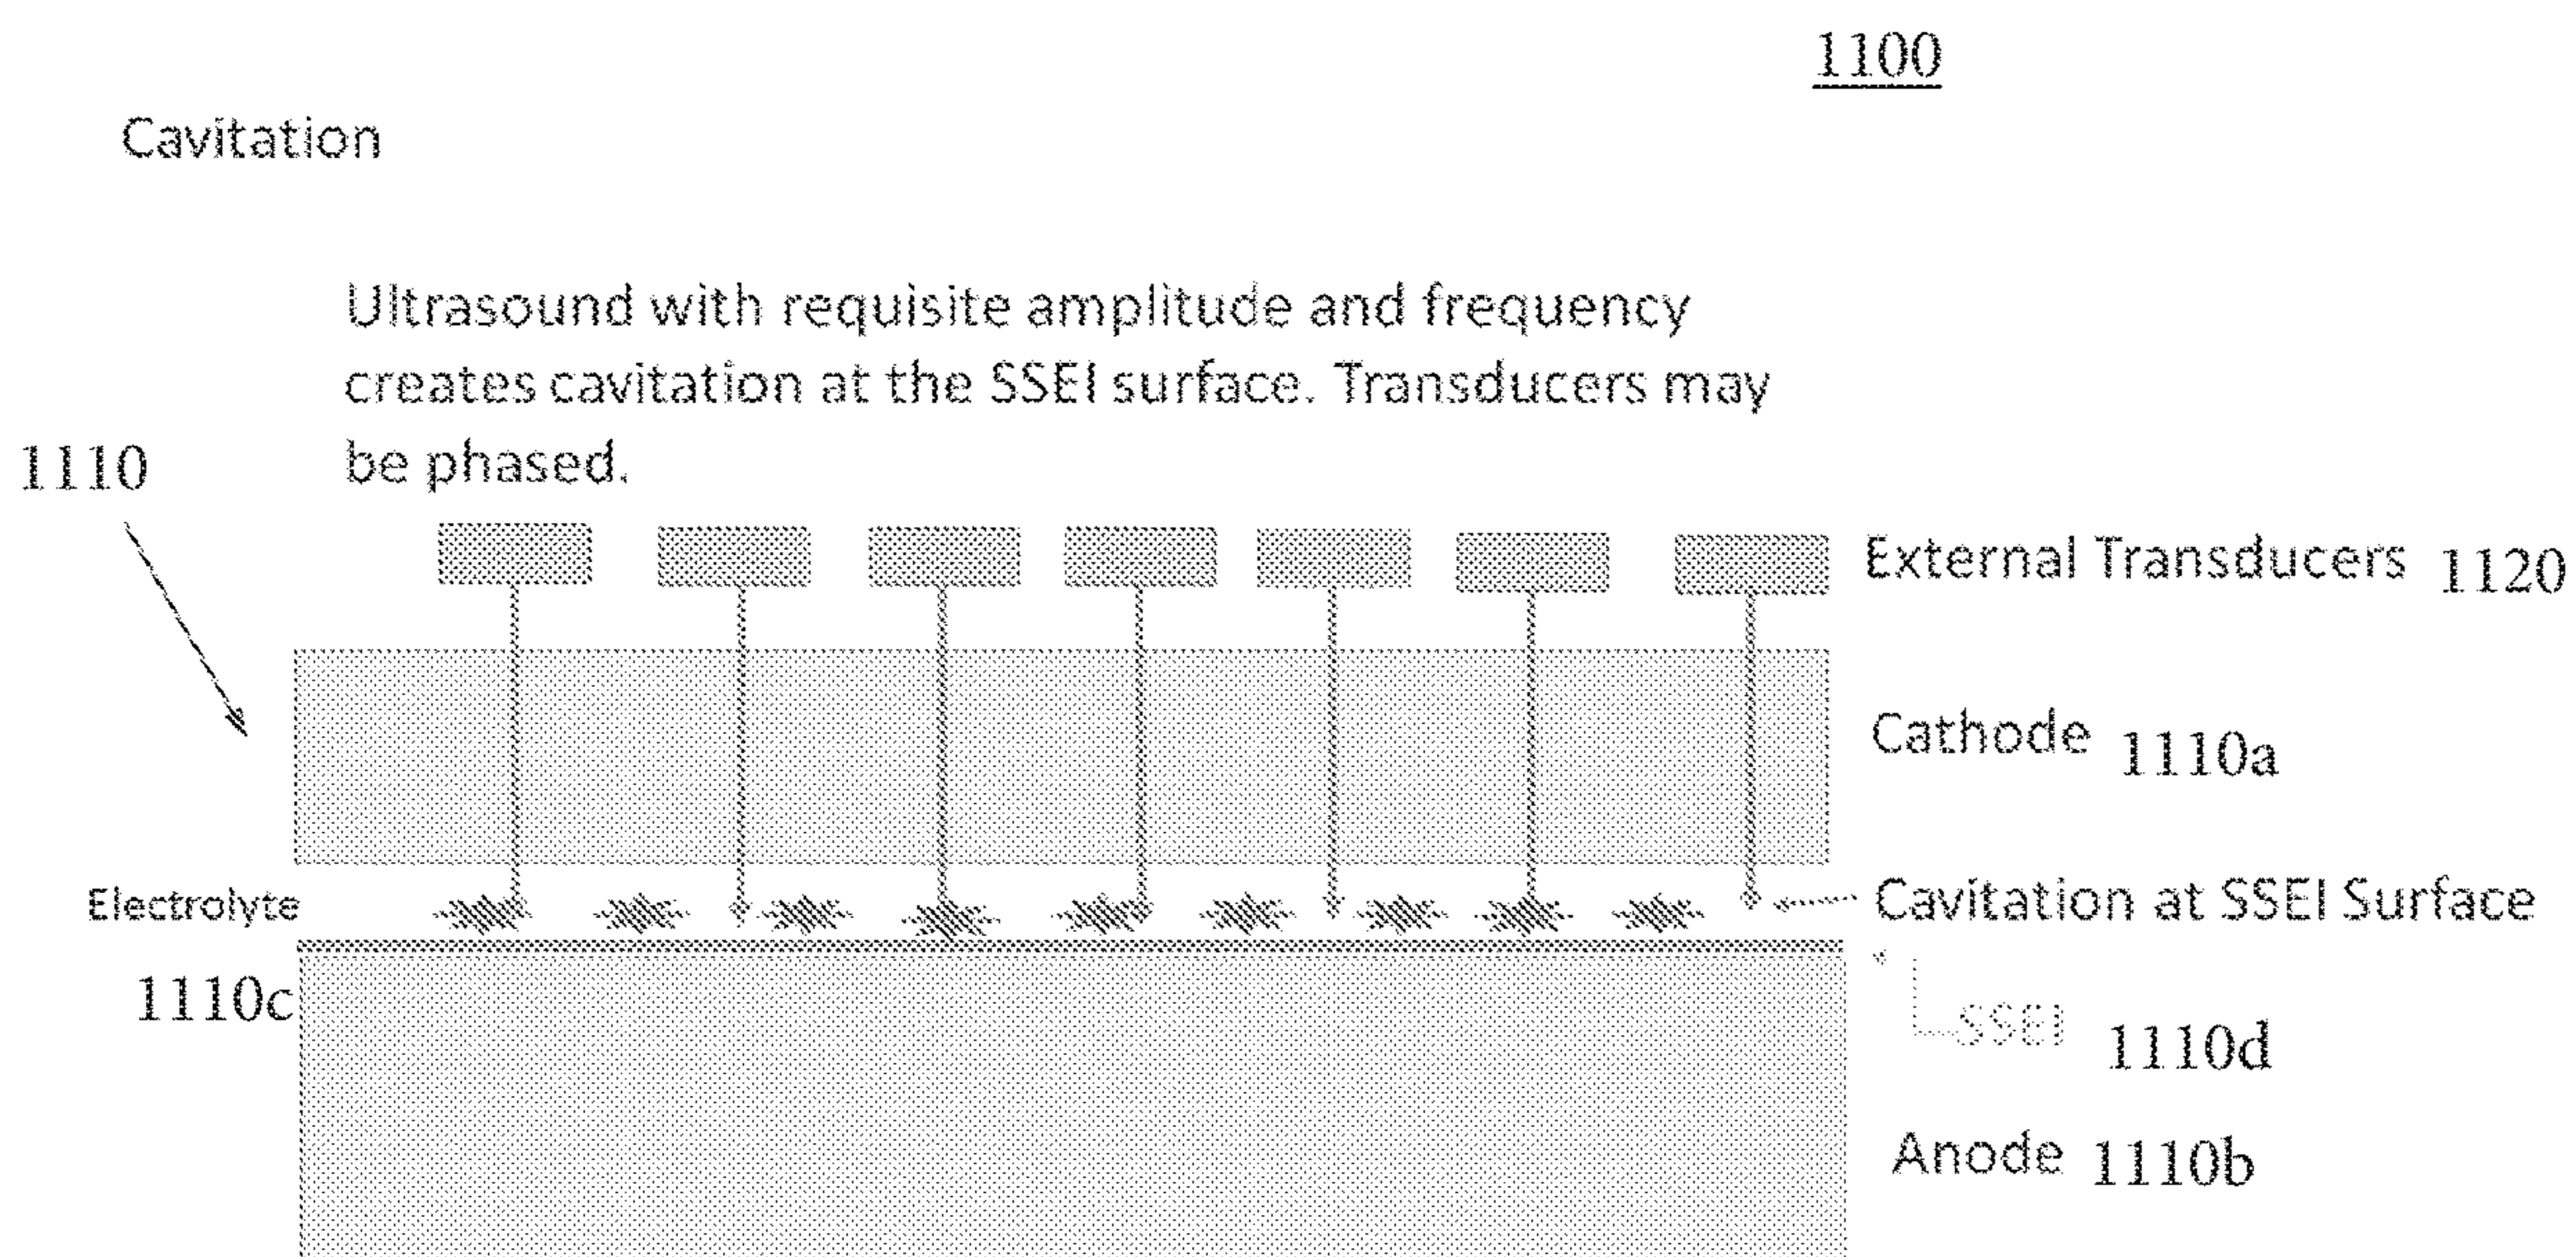 1100
Cavitation
Ultrasound with requisite amplitude and frequency
creates cavitation at the SSEI surface. Transducers may
be phased.
1110
External Transducers 1120
Cathode 1110a
Electrolyte
Cavitation at SSEI Surface
1110c
SSEI 1110d
Anode 1110b